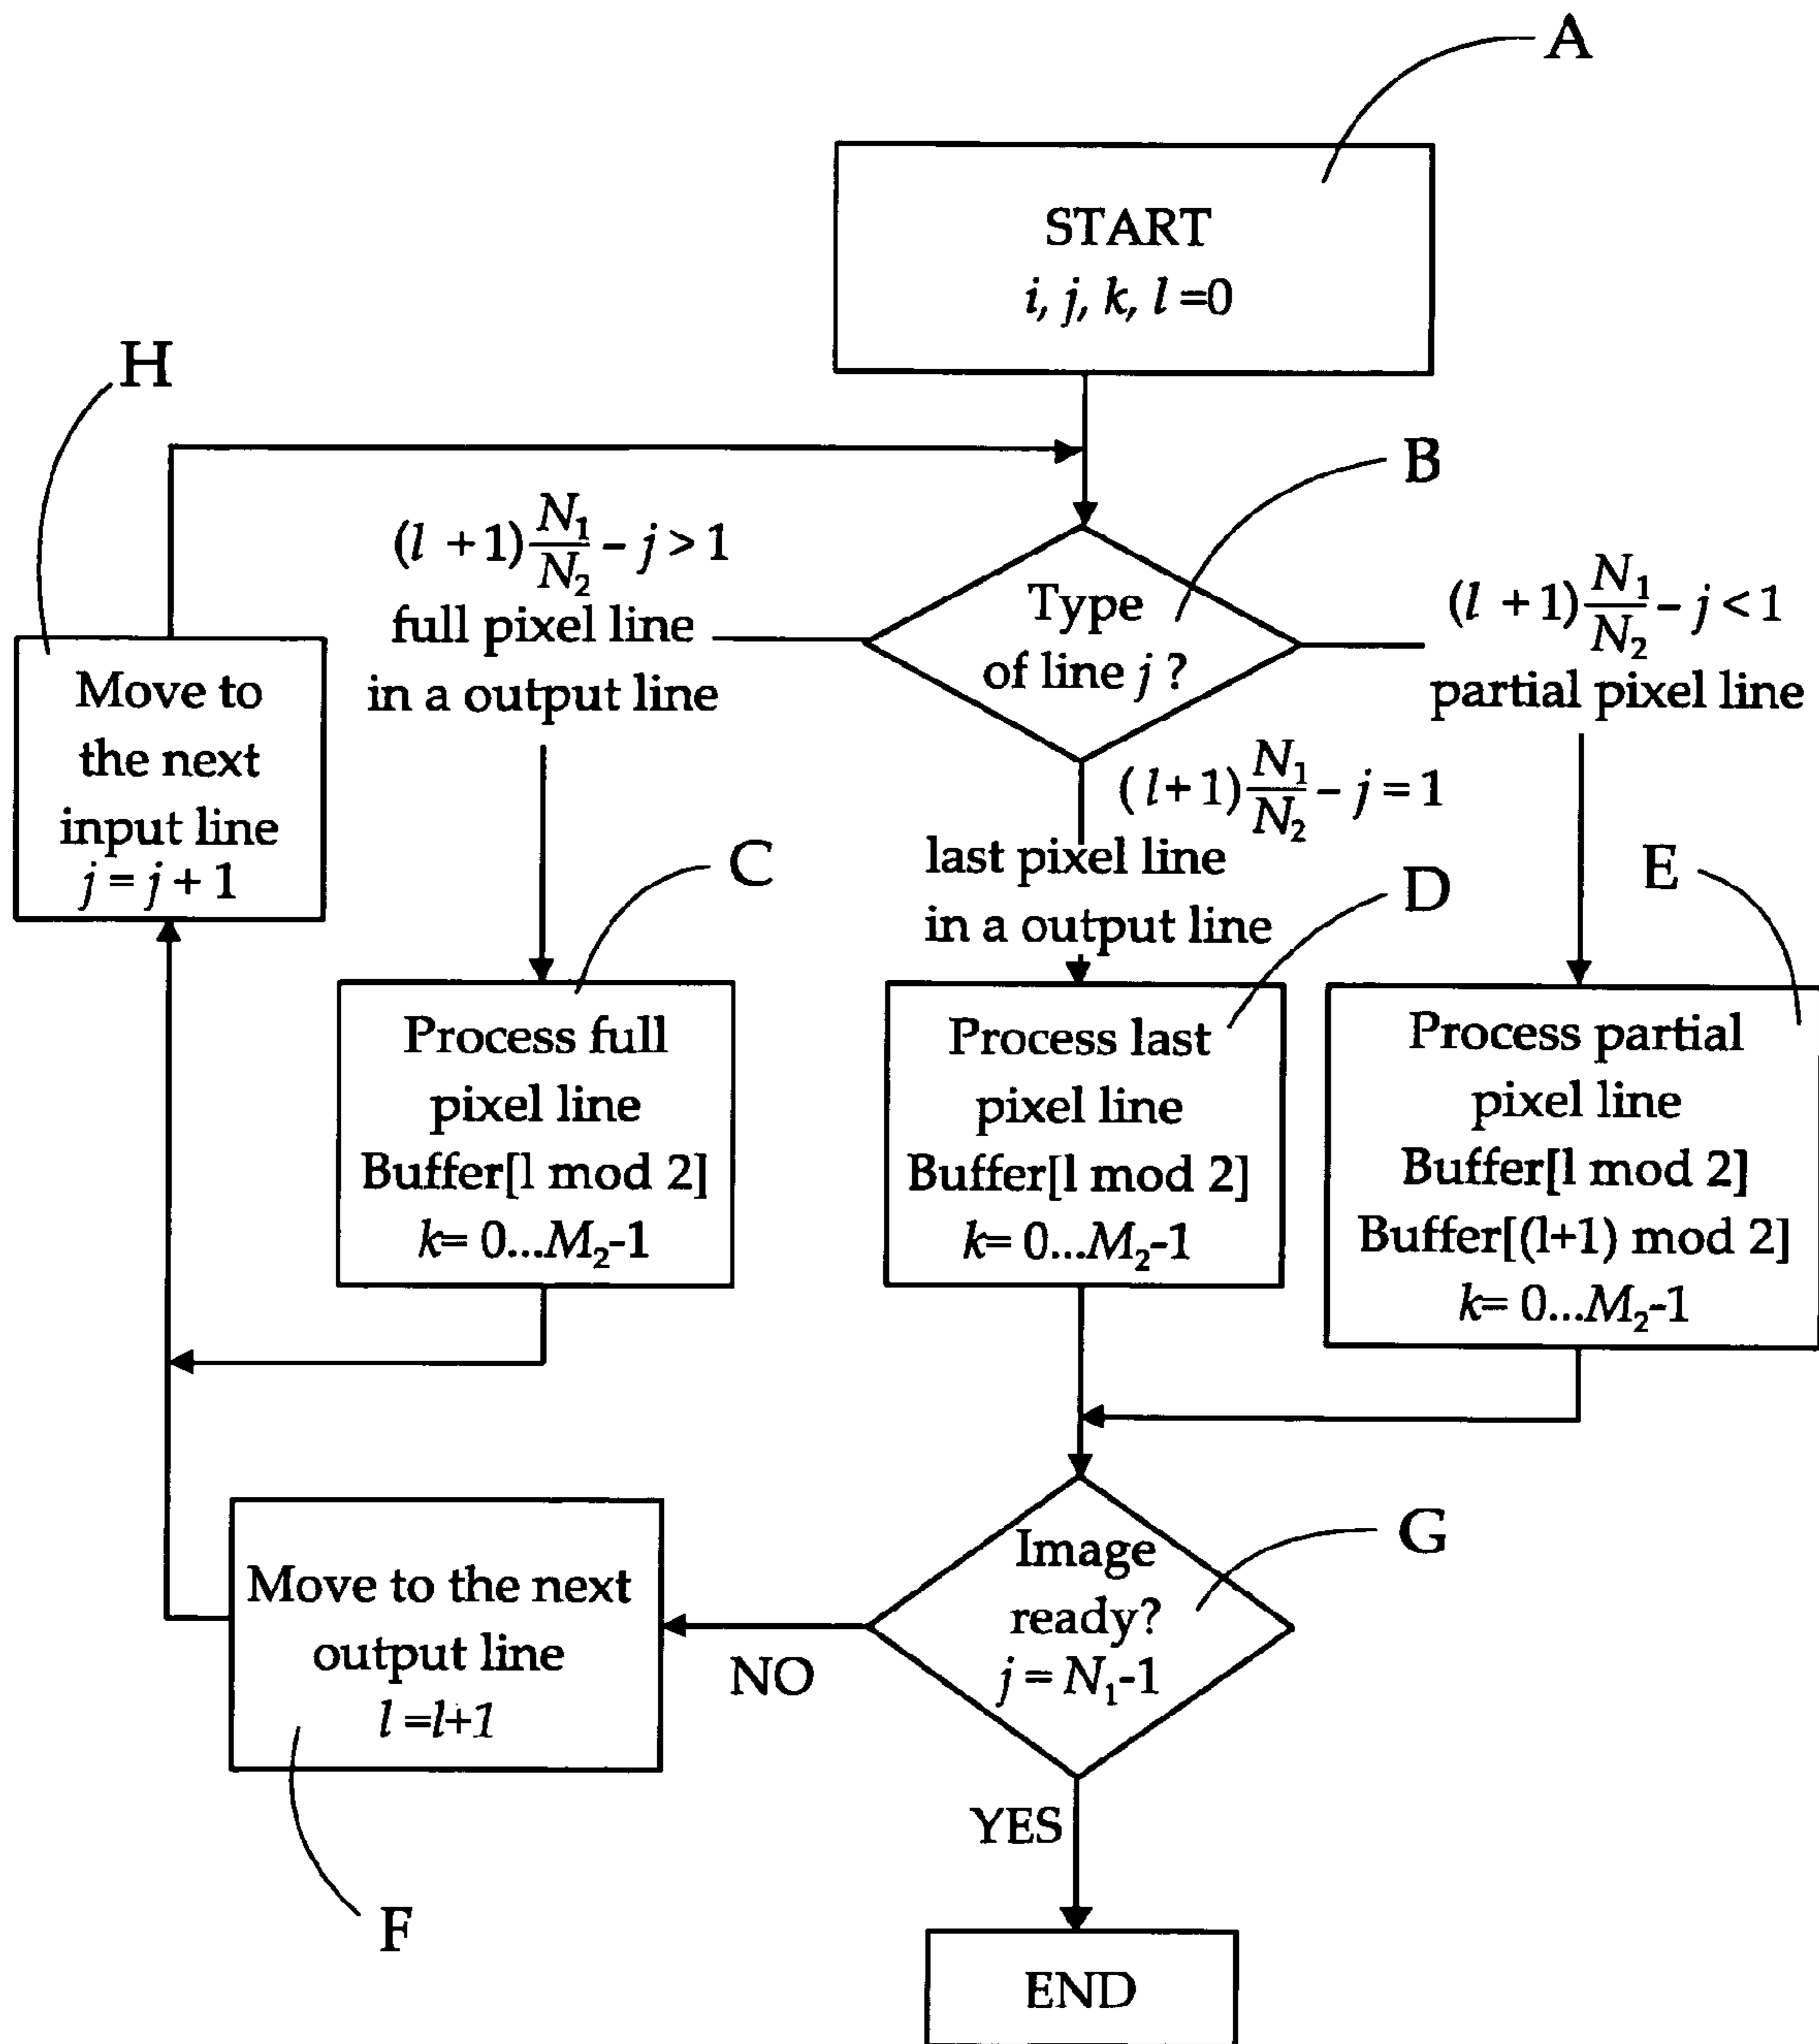 A
START
i, j, k, l =0
H
B
(l +1) N₁/N₂ - j > 1
full pixel line
in a output line
Type
of line j ?
(l +1) N₁/N₂ - j < 1
partial pixel line
Move to
the next
input line
j = j + 1
(l+1) N₁/N₂ - j = 1
last pixel line
in a output line
C
D
E
Process full
pixel line
Buffer[l mod 2]
k= 0...M₂-1
Process last
pixel line
Buffer[l mod 2]
k= 0...M₂-1
Process partial
pixel line
Buffer[l mod 2]
Buffer[(l+1) mod 2]
k= 0...M₂-1
Image
ready?
j = N₁-1
G
NO
Move to the next
output line
l =l+1
YES
F
END